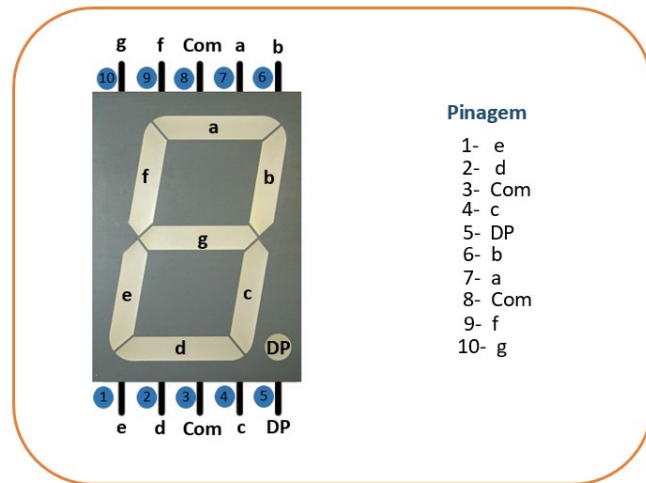 g f Com a b
10 9 8 7 6
a
f b
g
e c
d DP
1 2 3 4 5
e d Com c DP
Pinagem
1- e
2- d
3- Com
4- c
5- DP
6- b
7- a
8- Com
9- f
10- g